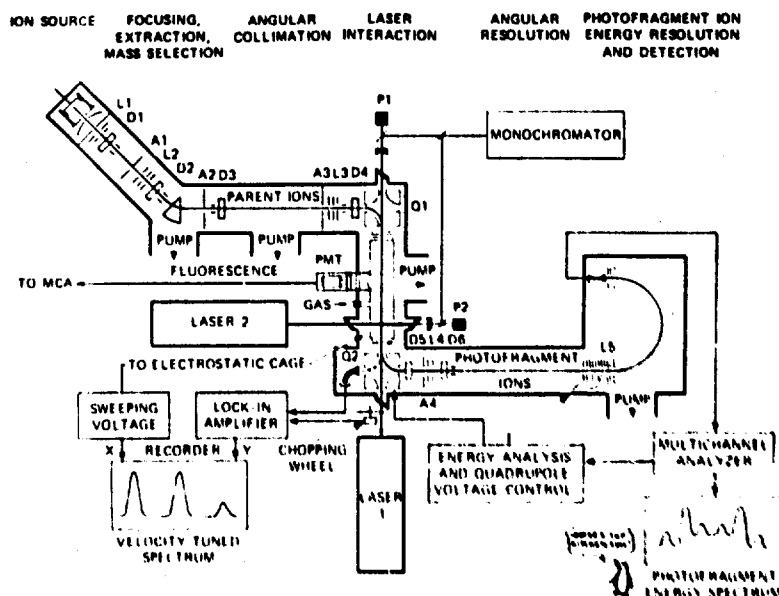 ION SOURCE
FOCUSING,
EXTRACTION,
MASS SELECTION
ANGULAR
COLLIMATION
LASER
INTERACTION
ANGULAR
RESOLUTION
PHOTOFRAGMENT ION
ENERGY RESOLUTION
AND DETECTION
L1
D1
A1
L2
D2
A2 D3
A3 L3 D4
P1
MONOCHROMATOR
PARENT IONS
Q1
PUMP
PUMP
FLUORESCENCE
PMT
PUMP
TO MCA
GAS
LASER 2
P2
D5 L4 D6
PHOTOFRAGMENT
IONS
L5
TO ELECTROSTATIC CAGE
Q2
A4
PUMP
SWEEPING
VOLTAGE
LOCK-IN
AMPLIFIER
X RECORDER Y
CHOPPING
WHEEL
ENERGY ANALYSIS
AND QUADRUPOLE
VOLTAGE CONTROL
MULTICHANNEL
ANALYZER
LASER
1
VELOCITY TUNED
SPECTRUM
PHOTOFRAGMENT
ENERGY SPECTRUM